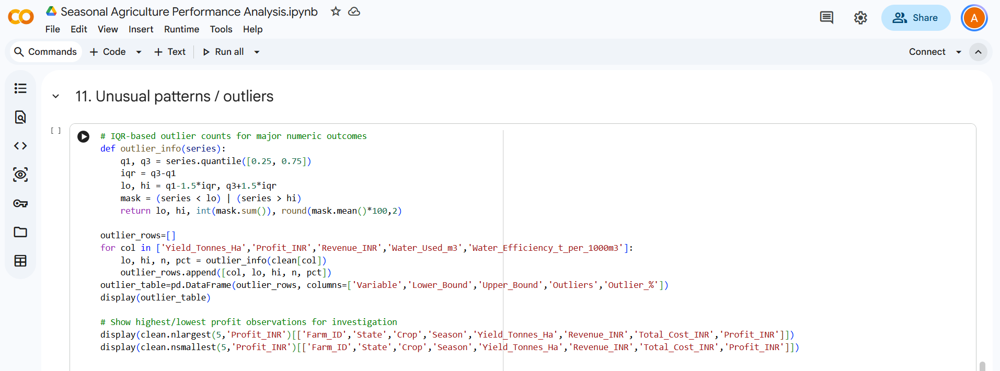 Seasonal Agriculture Performance Analysis.ipynb
File Edit View Insert Runtime Tools Help
Share
A
Commands + Code + Text Run all
Connect
11. Unusual patterns / outliers
[ ]
# IQR-based outlier counts for major numeric outcomes
def outlier_info(series):
    q1, q3 = series.quantile([0.25, 0.75])
    iqr = q3-q1
    lo, hi = q1-1.5*iqr, q3+1.5*iqr
    mask = (series < lo) | (series > hi)
    return lo, hi, int(mask.sum()), round(mask.mean()*100,2)

outlier_rows=[]
for col in ['Yield_Tonnes_Ha','Profit_INR','Revenue_INR','Water_Used_m3','Water_Efficiency_t_per_1000m3']:
    lo, hi, n, pct = outlier_info(clean[col])
    outlier_rows.append([col, lo, hi, n, pct])
outlier_table=pd.DataFrame(outlier_rows, columns=['Variable','Lower_Bound','Upper_Bound','Outliers','Outlier_%'])
display(outlier_table)

# Show highest/lowest profit observations for investigation
display(clean.nlargest(5,'Profit_INR')[['Farm_ID','State','Crop','Season','Yield_Tonnes_Ha','Revenue_INR','Total_Cost_INR','Profit_INR']])
display(clean.nsmallest(5,'Profit_INR')[['Farm_ID','State','Crop','Season','Yield_Tonnes_Ha','Revenue_INR','Total_Cost_INR','Profit_INR']])